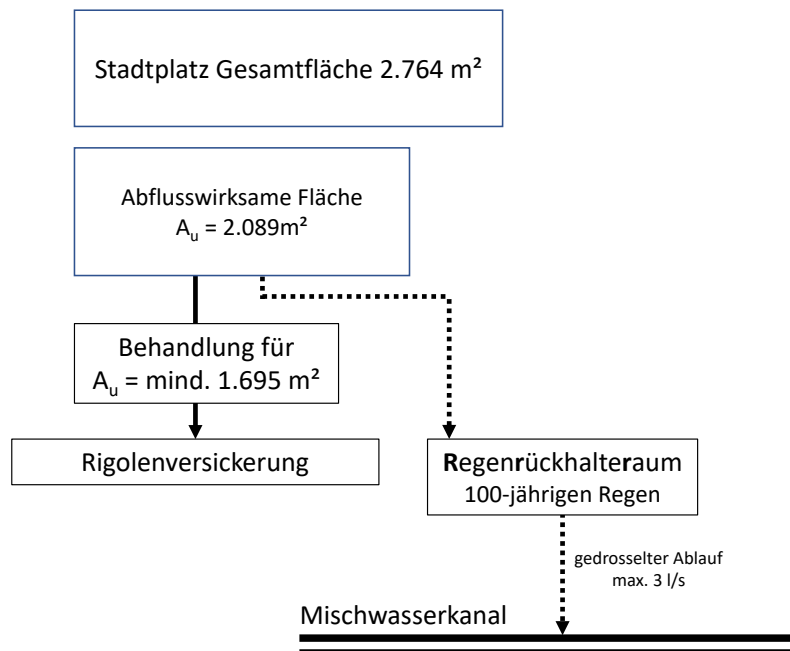 Stadtplatz Gesamtfläche 2.764 m²
Abflusswirksame Fläche
Aᵤ = 2.089m²
Behandlung für
Aᵤ = mind. 1.695 m²
Rigolenversickerung
Regenrückhalteraum
100-jährigen Regen
gedrosselter Ablauf
max. 3 l/s
Mischwasserkanal